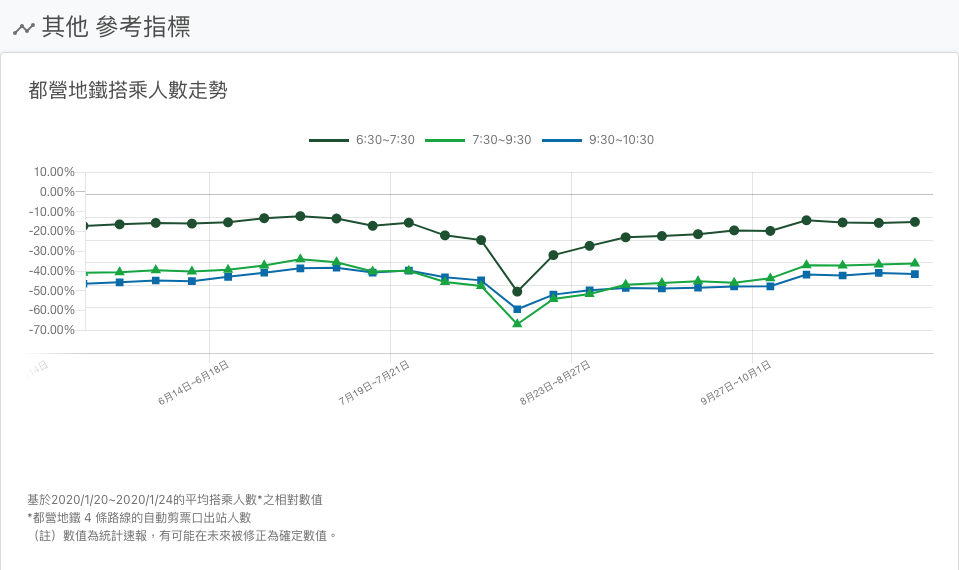 其他 參考指標
都營地鐵搭乘人數走勢
6:30~7:30 7:30~9:30 9:30~10:30
10.00%
0.00%
-10.00%
-20.00%
-30.00%
-40.00%
-50.00%
-60.00%
-70.00%
14日 6月14日~6月18日 7月19日~7月21日 8月23日~8月27日 9月27日~10月1日
基於2020/1/20~2020/1/24的平均搭乘人數*之相對數值
*都營地鐵 4 條路線的自動剪票口出站人數
（註）數值為統計速報，有可能在未來被修正為確定數值。